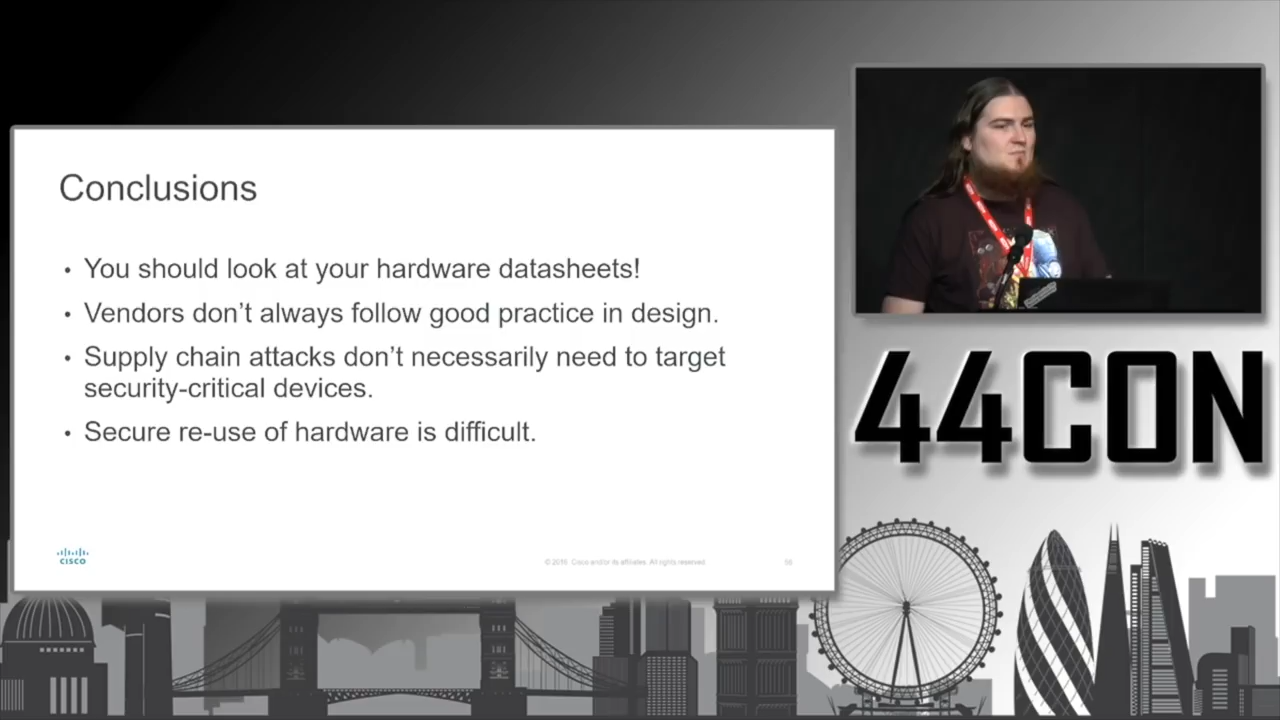 Conclusions
• You should look at your hardware datasheets!
• Vendors don’t always follow good practice in design.
• Supply chain attacks don’t necessarily need to target
security-critical devices.
• Secure re-use of hardware is difficult.
CISCO
44CON